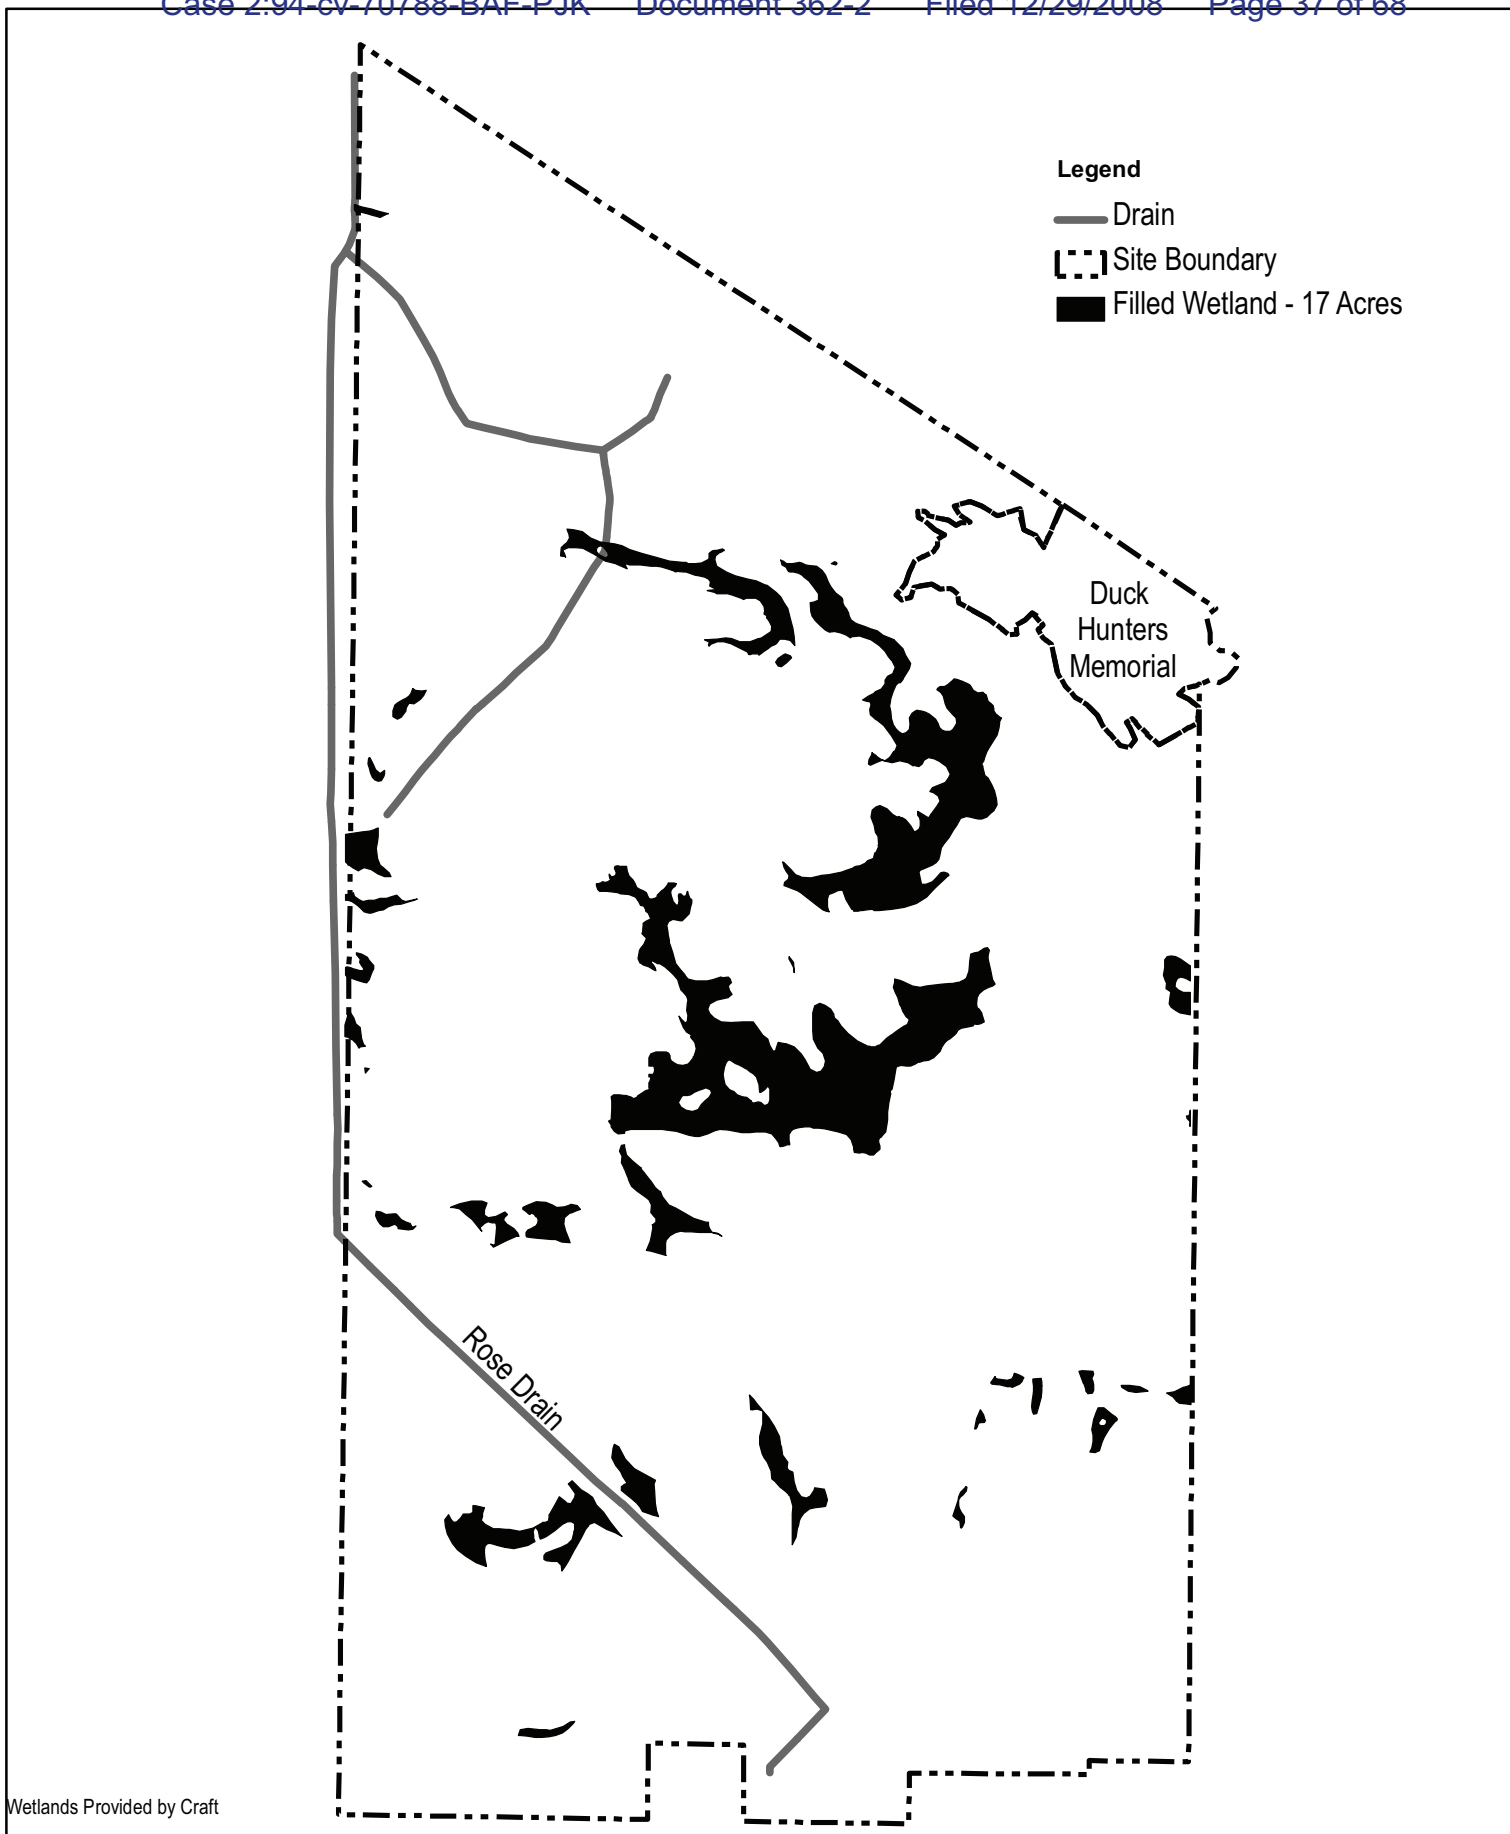 Case 2:94-cv-70788-BAF-PJK Document 362-2 Filed 12/29/2008 Page 37 of 68
Legend
Drain
Site Boundary
Filled Wetland - 17 Acres
Duck
Hunters
Memorial
Rose Drain
Wetlands Provided by Craft